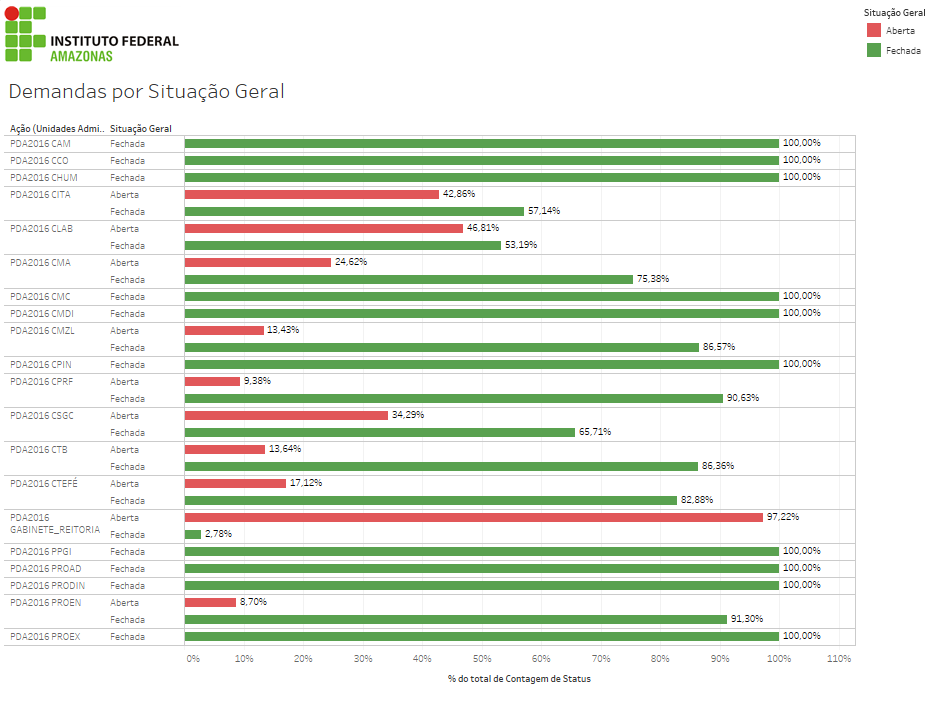 INSTITUTO FEDERAL
AMAZONAS
Situação Geral
Aberta
Fechada
Demandas por Situação Geral
Ação (Unidades Admi.. Situação Geral
PDA2016 CAM Fechada 100,00%
PDA2016 CCO Fechada 100,00%
PDA2016 CHUM Fechada 100,00%
PDA2016 CITA Aberta 42,86%
Fechada 57,14%
PDA2016 CLAB Aberta 46,81%
Fechada 53,19%
PDA2016 CMA Aberta 24,62%
Fechada 75,38%
PDA2016 CMC Fechada 100,00%
PDA2016 CMDI Fechada 100,00%
PDA2016 CMZL Aberta 13,43%
Fechada 86,57%
PDA2016 CPIN Fechada 100,00%
PDA2016 CPRF Aberta 9,38%
Fechada 90,63%
PDA2016 CSGC Aberta 34,29%
Fechada 65,71%
PDA2016 CTB Aberta 13,64%
Fechada 86,36%
PDA2016 CTEFÉ Aberta 17,12%
Fechada 82,88%
PDA2016 Aberta 97,22%
GABINETE_REITORIA Fechada 2,78%
PDA2016 PPGI Fechada 100,00%
PDA2016 PROAD Fechada 100,00%
PDA2016 PRODIN Fechada 100,00%
PDA2016 PROEN Aberta 8,70%
Fechada 91,30%
PDA2016 PROEX Fechada 100,00%
0% 10% 20% 30% 40% 50% 60% 70% 80% 90% 100% 110%
% do total de Contagem de Status